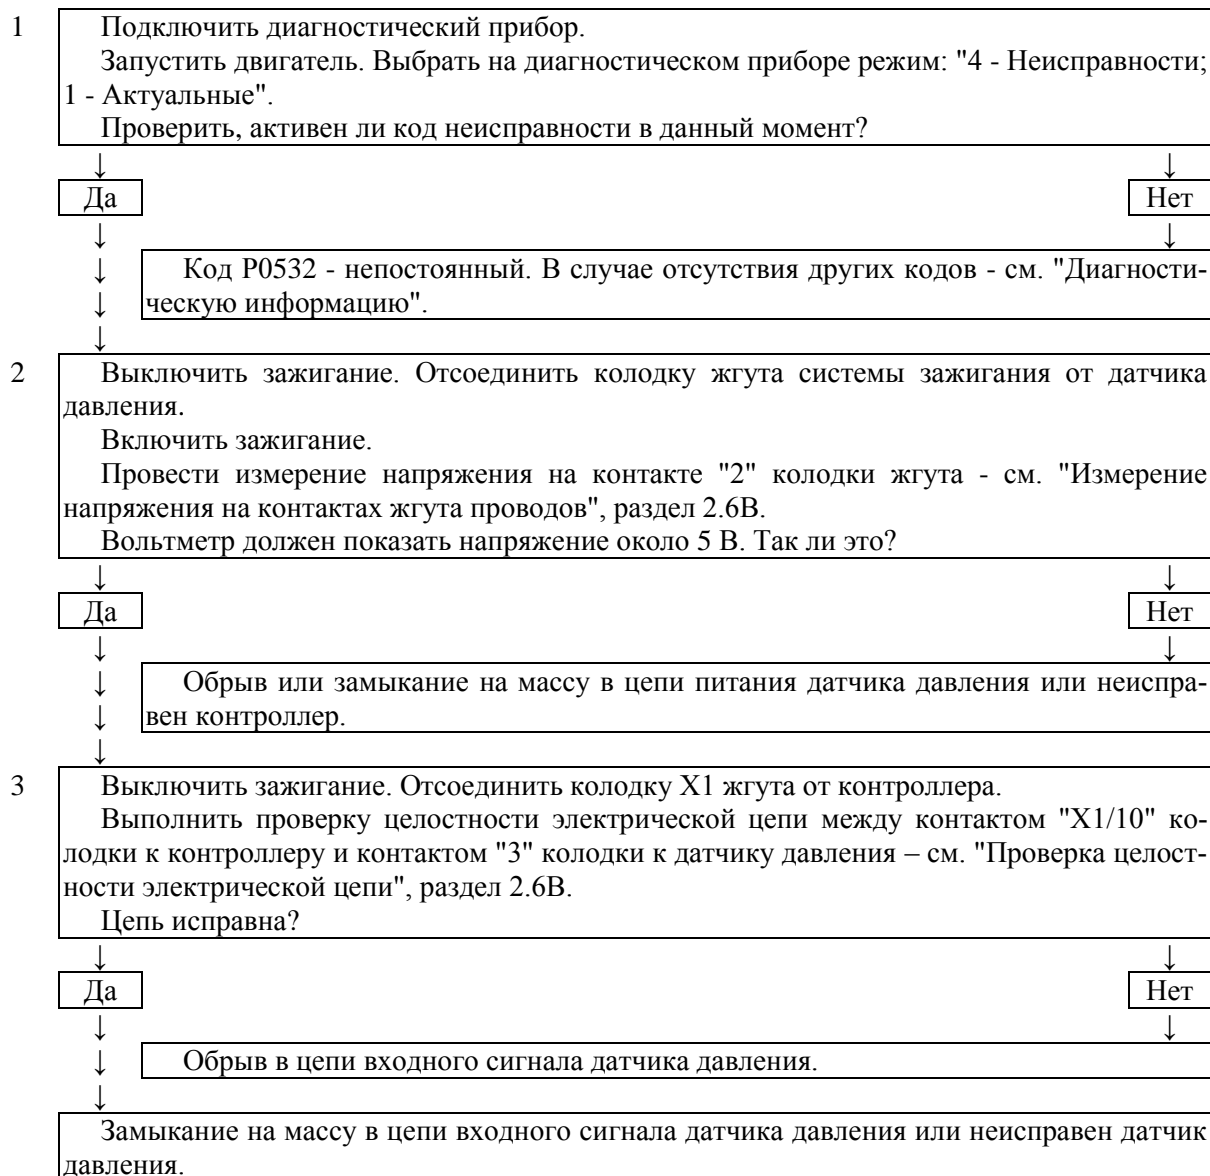 1 Подключить диагностический прибор.
Запустить двигатель. Выбрать на диагностическом приборе режим: "4 - Неисправности;
1 - Актуальные".
Проверить, активен ли код неисправности в данный момент?
↓ ↓
Да Нет
↓ ↓
↓ Код Р0532 - непостоянный. В случае отсутствия других кодов - см. "Диагности-
↓ ческую информацию".
↓
2 Выключить зажигание. Отсоединить колодку жгута системы зажигания от датчика
давления.
Включить зажигание.
Провести измерение напряжения на контакте "2" колодки жгута - см. "Измерение
напряжения на контактах жгута проводов", раздел 2.6В.
Вольтметр должен показать напряжение около 5 В. Так ли это?
↓ ↓
Да Нет
↓ ↓
↓ Обрыв или замыкание на массу в цепи питания датчика давления или неиспра-
↓ вен контроллер.
↓
3 Выключить зажигание. Отсоединить колодку Х1 жгута от контроллера.
Выполнить проверку целостности электрической цепи между контактом "Х1/10" ко-
лодки к контроллеру и контактом "3" колодки к датчику давления – см. "Проверка целост-
ности электрической цепи", раздел 2.6В.
Цепь исправна?
↓ ↓
Да Нет
↓ ↓
↓ Обрыв в цепи входного сигнала датчика давления.
↓
Замыкание на массу в цепи входного сигнала датчика давления или неисправен датчик
давления.